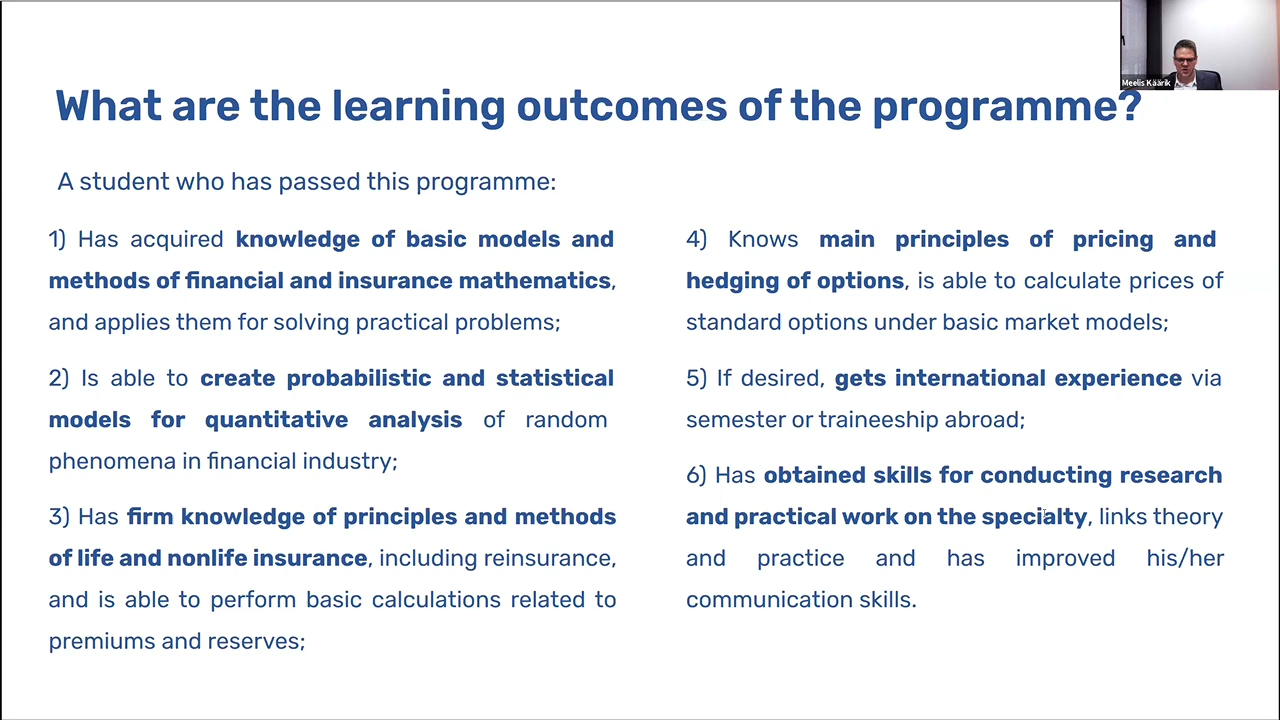 Meelis Käärik
What are the learning outcomes of the programme?
A student who has passed this programme:
1) Has acquired knowledge of basic models and
methods of financial and insurance mathematics,
and applies them for solving practical problems;
2) Is able to create probabilistic and statistical
models for quantitative analysis of random
phenomena in financial industry;
3) Has firm knowledge of principles and methods
of life and nonlife insurance, including reinsurance,
and is able to perform basic calculations related to
premiums and reserves;
4) Knows main principles of pricing and
hedging of options, is able to calculate prices of
standard options under basic market models;
5) If desired, gets international experience via
semester or traineeship abroad;
6) Has obtained skills for conducting research
and practical work on the specialty, links theory
and practice and has improved his/her
communication skills.